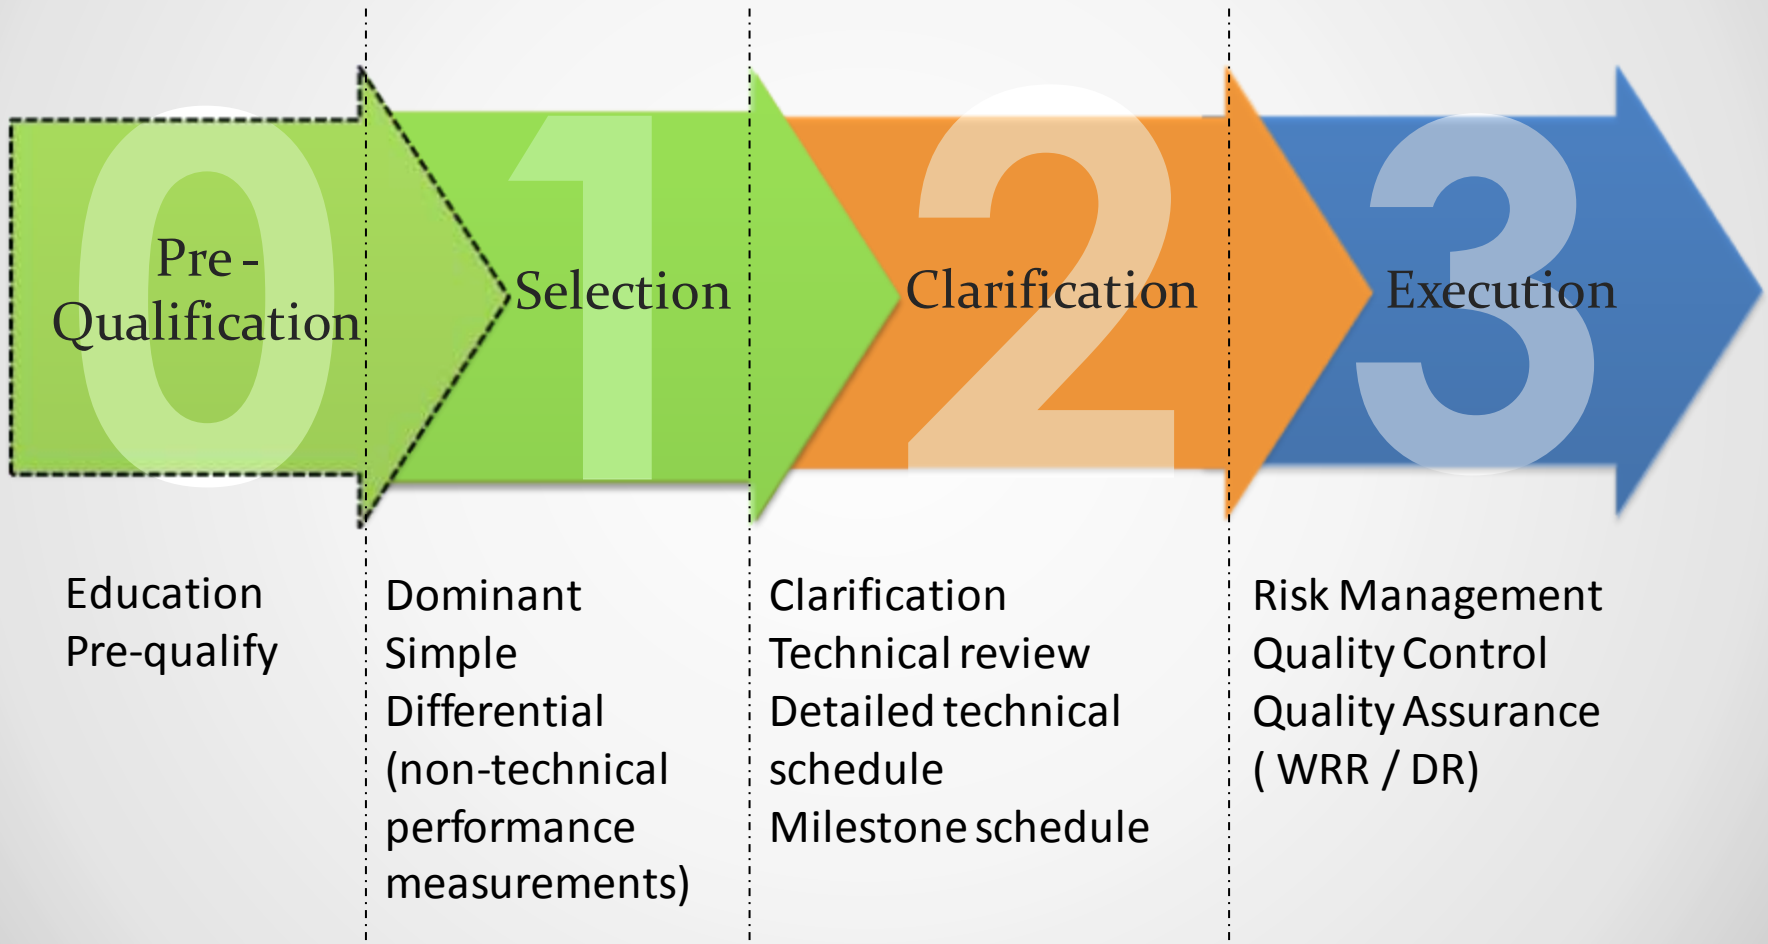 0
Pre -
Qualification
1
Selection
2
Clarification
3
Execution
Education
Pre-qualify
Dominant
Simple
Differential
(non-technical
performance
measurements)
Clarification
Technical review
Detailed technical
schedule
Milestone schedule
Risk Management
Quality Control
Quality Assurance
( WRR / DR)